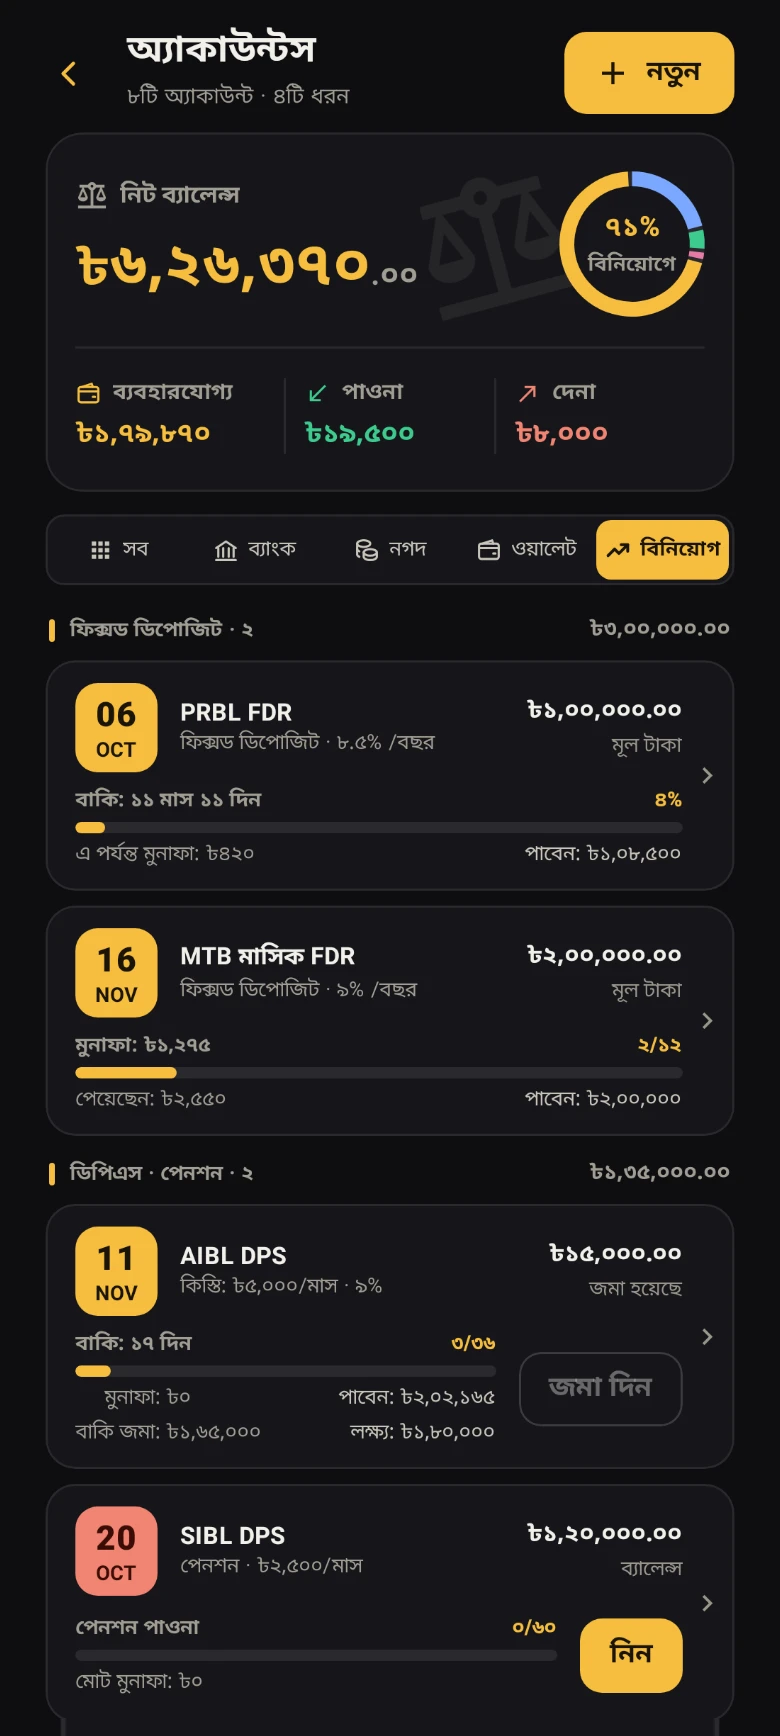 অ্যাকাউন্টস
৮টি অ্যাকাউন্ট · ৪টি ধরন
+ নতুন
নিট ব্যালেন্স
৳৬,২৬,৩৭০.০০
৭১%
বিনিয়োগে
ব্যবহারযোগ্য
৳১,৭৯,৮৭০
পাওনা
৳১৯,৫০০
দেনা
৳৮,০০০
সব ব্যাংক নগদ ওয়ালেট বিনিয়োগ
ফিক্সড ডিপোজিট · ২ ৳৩,০০,০০০.০০
06
OCT
PRBL FDR
ফিক্সড ডিপোজিট · ৮.৫% /বছর
৳১,০০,০০০.০০
মূল টাকা
বাকি: ১১ মাস ১১ দিন ৪%
এ পর্যন্ত মুনাফা: ৳৪২০ পাবেন: ৳১,০৮,৫০০
16
NOV
MTB মাসিক FDR
ফিক্সড ডিপোজিট · ৯% /বছর
৳২,০০,০০০.০০
মূল টাকা
মুনাফা: ৳১,২৭৫ ২/১২
পেয়েছেন: ৳২,৫৫০ পাবেন: ৳২,০০,০০০
ডিপিএস · পেনশন · ২ ৳১,৩৫,০০০.০০
11
NOV
AIBL DPS
কিস্তি: ৳৫,০০০/মাস · ৯%
৳১৫,০০০.০০
জমা হয়েছে
বাকি: ১৭ দিন ৩/৩৬
মুনাফা: ৳০ পাবেন: ৳২,০২,১৬৫
বাকি জমা: ৳১,৬৫,০০০ লক্ষ্য: ৳১,৮০,০০০
জমা দিন
20
OCT
SIBL DPS
পেনশন · ৳২,৫০০/মাস
৳১,২০,০০০.০০
ব্যালেন্স
পেনশন পাওনা ০/৬০
মোট মুনাফা: ৳০
নিন